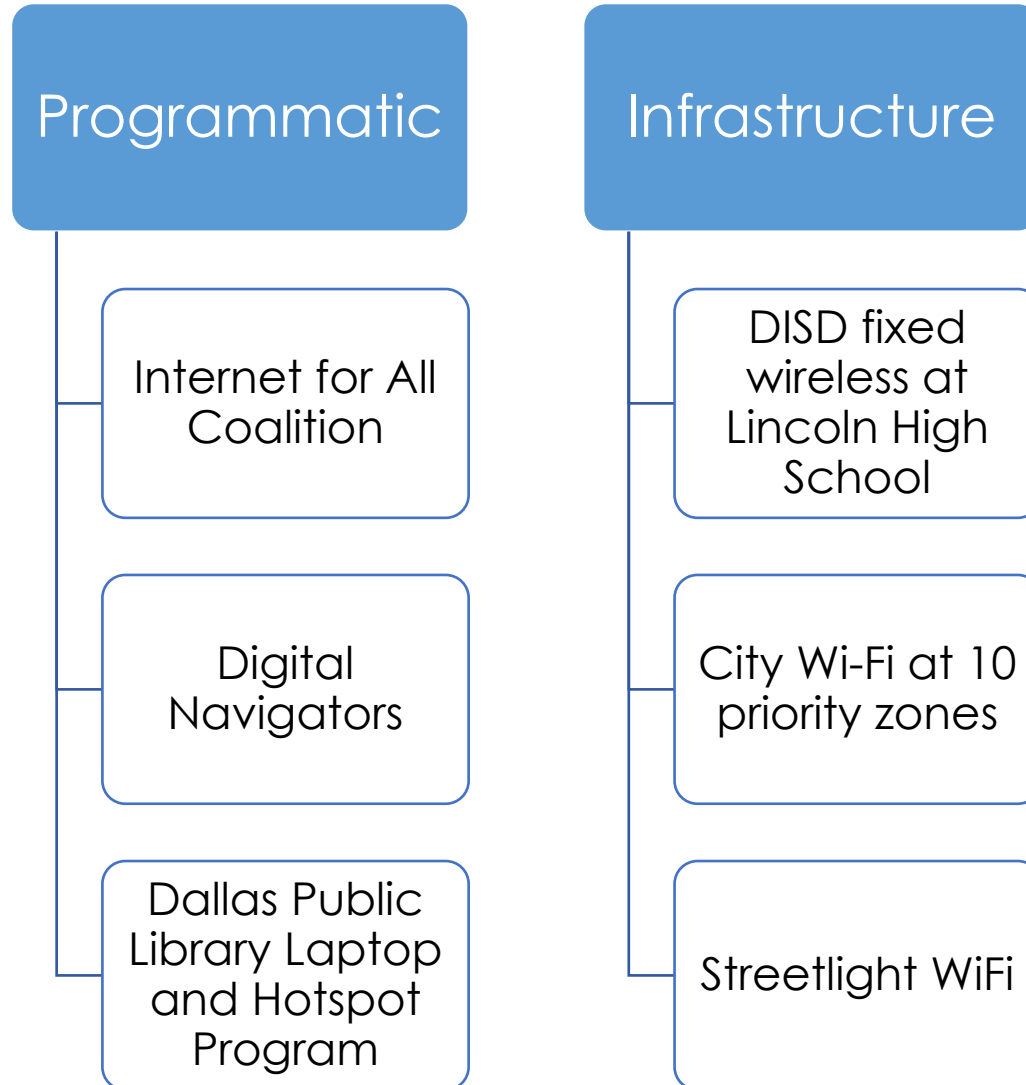 Programmatic
Internet for All
Coalition
Digital
Navigators
Dallas Public
Library Laptop
and Hotspot
Program
Infrastructure
DISD fixed
wireless at
Lincoln High
School
City Wi-Fi at 10
priority zones
Streetlight WiFi